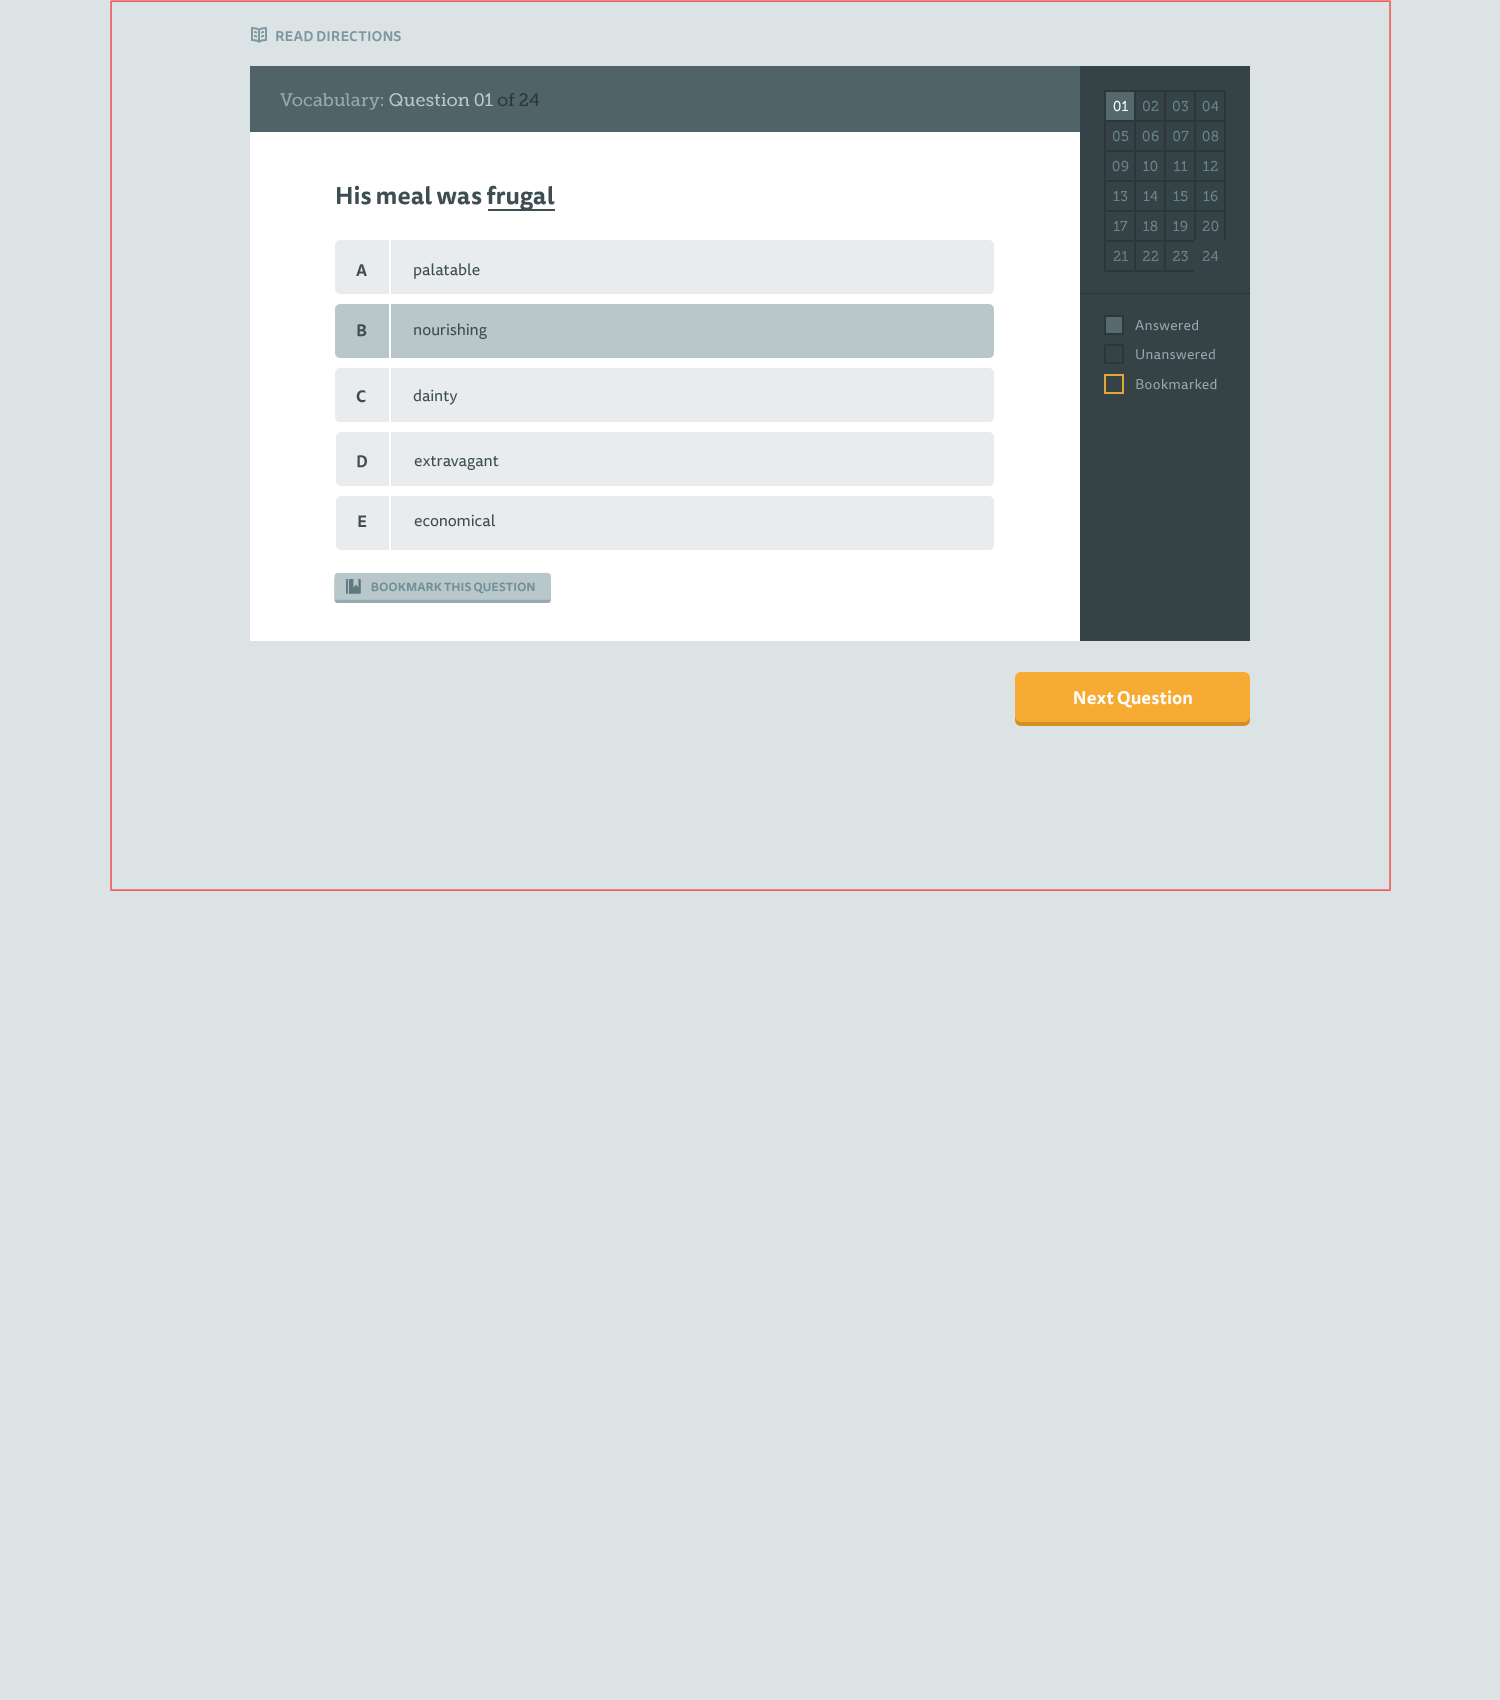 READ DIRECTIONS
Vocabulary: Question 01 of 24
His meal was frugal
A palatable
B nourishing
C dainty
D extravagant
E economical
BOOKMARK THIS QUESTION
01 02 03 04
05 06 07 08
09 10 11 12
13 14 15 16
17 18 19 20
21 22 23 24
Answered
Unanswered
Bookmarked
Next Question